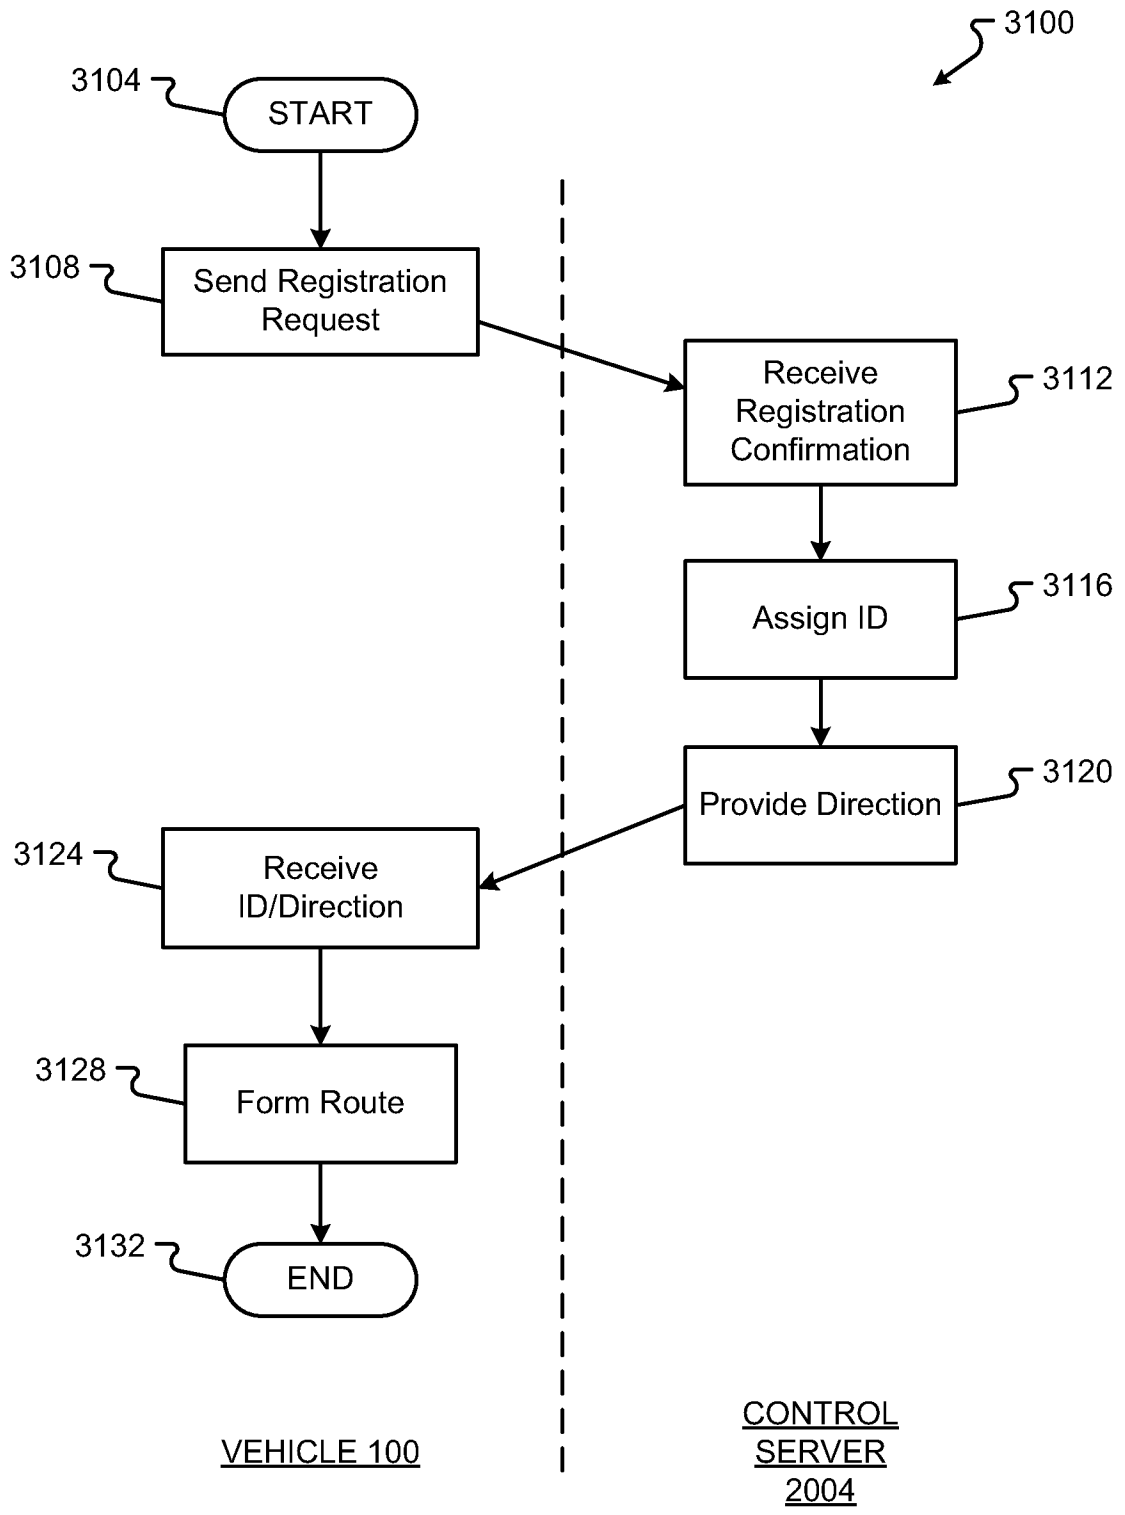 3100
3104
START
3108
Send Registration
Request
Receive
Registration
Confirmation
3112
Assign ID
3116
Provide Direction
3120
3124
Receive
ID/Direction
3128
Form Route
3132
END
VEHICLE 100
CONTROL
SERVER
2004